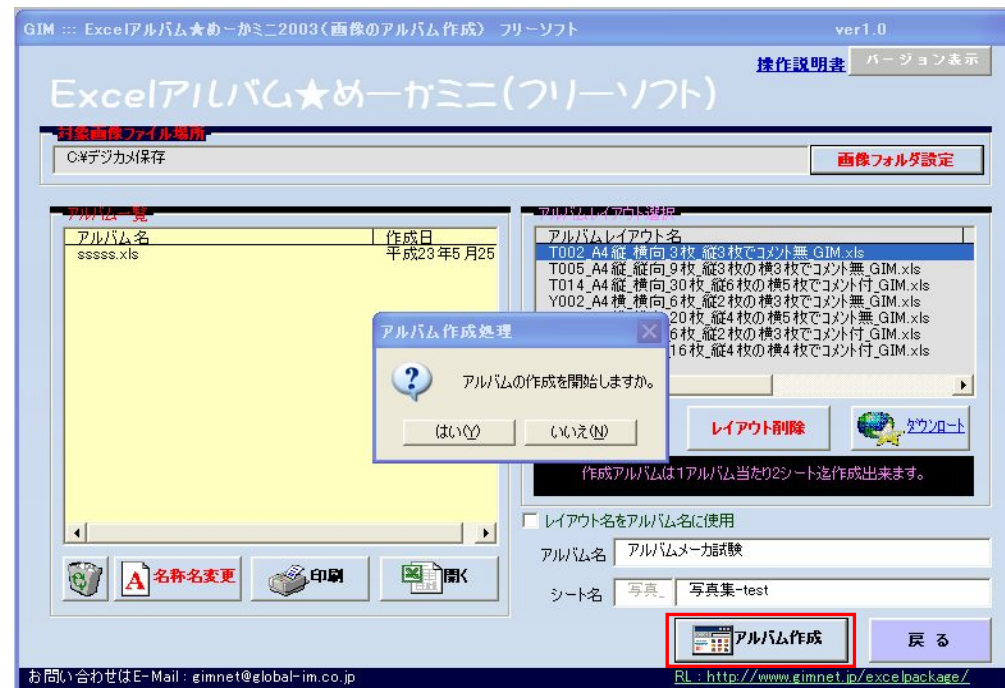 GIM ::: Excelアルバム★めーかミニ2003(画像のアルバム作成) フリーソフト ver1.0
操作説明書 バージョン表示
Excelアルバム★めーかミニ(フリーソフト)
対象画像ファイル場所
C:¥デジカメ保存
画像フォルダ設定
アルバム一覧
アルバム名 作成日
sssss.xls 平成23年5月25
アルバムレイアウト選択
アルバムレイアウト名
T002_A4縦_横向_3枚_縦3枚でコメント無_GIM.xls
T005_A4縦_縦向_9枚_縦3枚の横3枚でコメント無_GIM.xls
T014_A4縦_横向_30枚_縦6枚の横5枚でコメント付_GIM.xls
Y002_A4横_横向_6枚_縦2枚の横3枚でコメント無_GIM.xls
20枚_縦4枚の横5枚でコメント無_GIM.xls
6枚_縦2枚の横3枚でコメント付_GIM.xls
16枚_縦4枚の横4枚でコメント付_GIM.xls
アルバム作成処理
アルバムの作成を開始しますか。
はい(Y) いいえ(N)
レイアウト削除
ダウンロード
作成アルバムは1アルバム当たり2シート迄作成出来ます。
レイアウト名をアルバム名に使用
アルバム名 アルバムメーカ試験
シート名 写真_ 写真集-test
名称名変更
印刷
開く
アルバム作成
戻る
お問い合わせはE-Mail : gimnet@global-im.co.jp
RL : http://www.gimnet.jp/excelpackage/